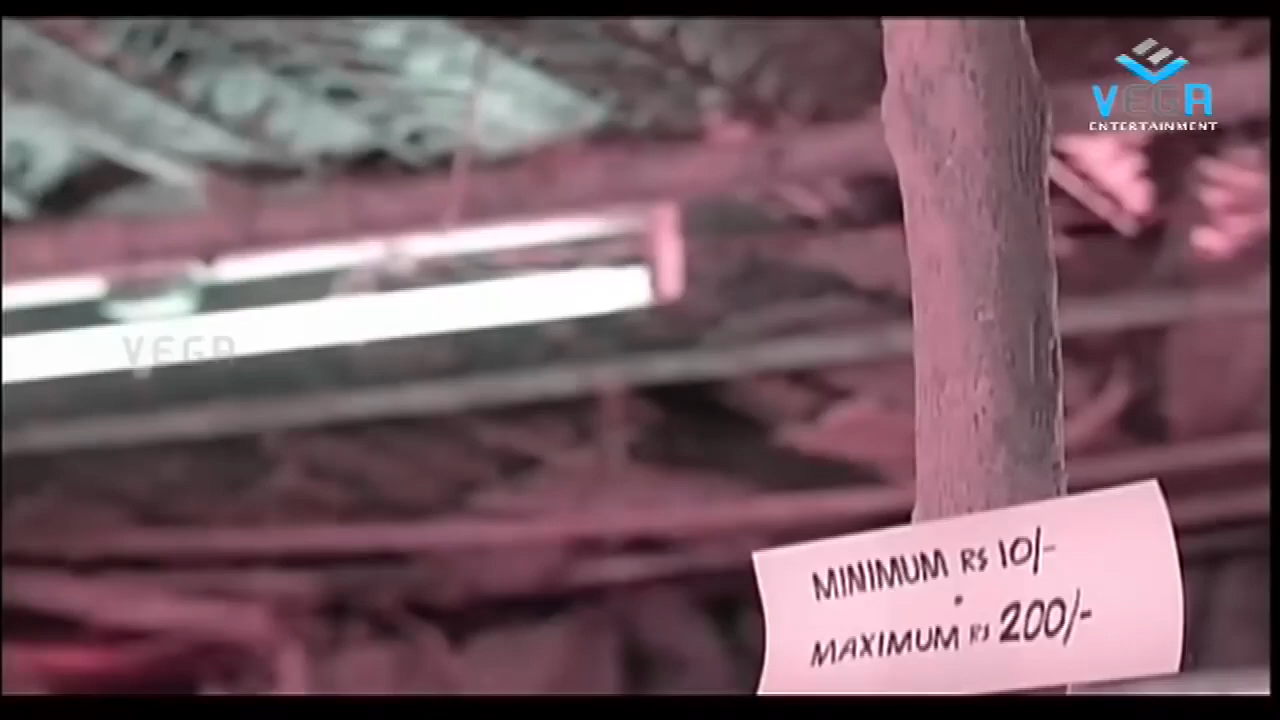 VEGA
ENTERTAINMENT
VEGA
MINIMUM RS 10/-
MAXIMUM RS 200/-